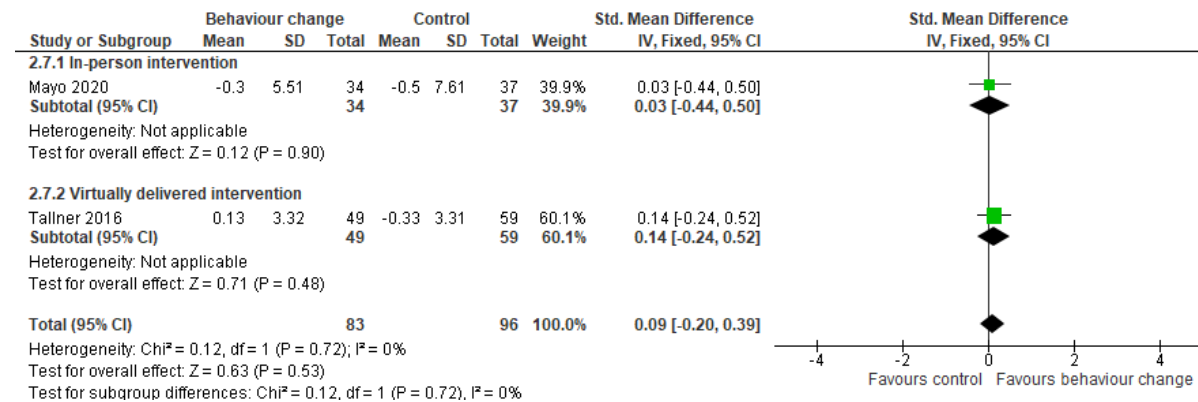 Behaviour change Control Std. Mean Difference Std. Mean Difference
Study or Subgroup Mean SD Total Mean SD Total Weight IV, Fixed, 95% CI IV, Fixed, 95% CI
2.7.1 In-person intervention
Mayo 2020 -0.3 5.51 34 -0.5 7.61 37 39.9% 0.03 [-0.44, 0.50]
Subtotal (95% CI) 34 37 39.9% 0.03 [-0.44, 0.50]
Heterogeneity: Not applicable
Test for overall effect: Z = 0.12 (P = 0.90)
2.7.2 Virtually delivered intervention
Tallner 2016 0.13 3.32 49 -0.33 3.31 59 60.1% 0.14 [-0.24, 0.52]
Subtotal (95% CI) 49 59 60.1% 0.14 [-0.24, 0.52]
Heterogeneity: Not applicable
Test for overall effect: Z = 0.71 (P = 0.48)
Total (95% CI) 83 96 100.0% 0.09 [-0.20, 0.39]
Heterogeneity: Chi² = 0.12, df = 1 (P = 0.72); I² = 0%
Test for overall effect: Z = 0.63 (P = 0.53)
Test for subgroup differences: Chi² = 0.12, df = 1 (P = 0.72), I² = 0%
-4 -2 0 2 4
Favours control Favours behaviour change